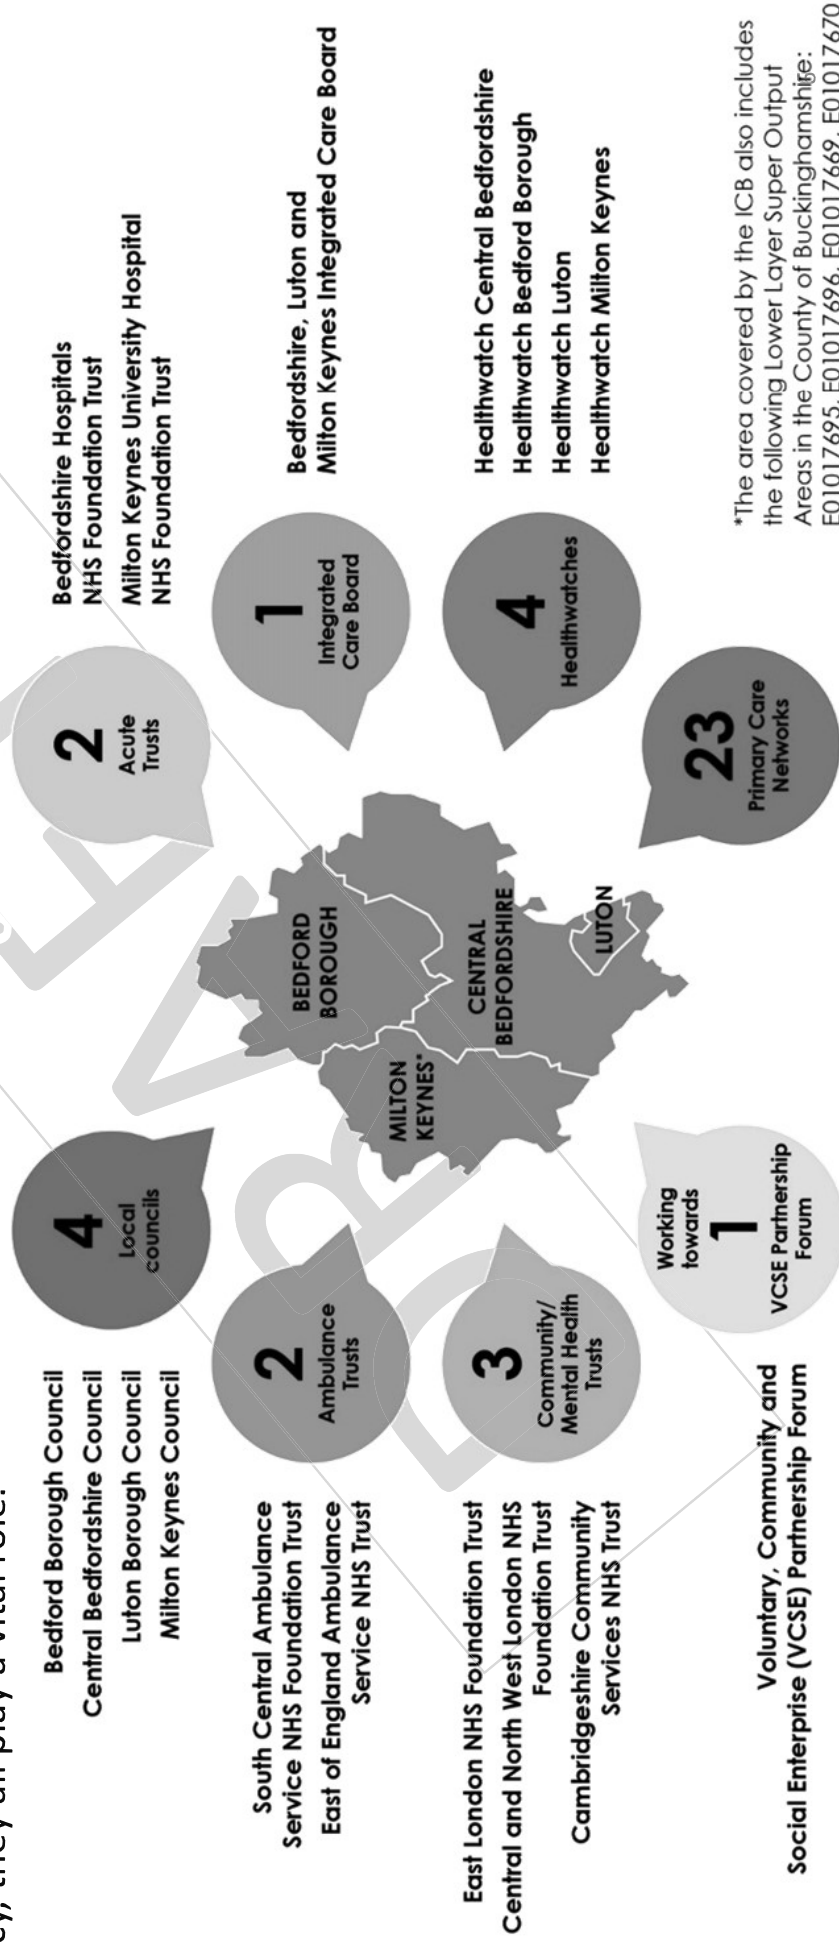 ey, they all play a vital role.
Bedford Borough Council
Central Bedfordshire Council
Luton Borough Council
Milton Keynes Council
4
Local
councils
2
Acute
Trusts
Bedfordshire Hospitals
NHS Foundation Trust
Milton Keynes University Hospital
NHS Foundation Trust
South Central Ambulance
Service NHS Foundation Trust
East of England Ambulance
Service NHS Trust
2
Ambulance
Trusts
1
Integrated
Care Board
Bedfordshire, Luton and
Milton Keynes Integrated Care Board
BEDFORD
BOROUGH
MILTON
KEYNES*
CENTRAL
BEDFORDSHIRE
LUTON
East London NHS Foundation Trust
Central and North West London NHS
Foundation Trust
Cambridgeshire Community
Services NHS Trust
3
Community/
Mental Health
Trusts
4
Healthwatches
Healthwatch Central Bedfordshire
Healthwatch Bedford Borough
Healthwatch Luton
Healthwatch Milton Keynes
Voluntary, Community and
Social Enterprise (VCSE) Partnership Forum
Working
towards
1
VCSE Partnership
Forum
23
Primary Care
Networks
*The area covered by the ICB also includes
the following Lower Layer Super Output
Areas in the County of Buckinghamshire:
E01017695, E01017696, E01017669, E01017670
DRAFT